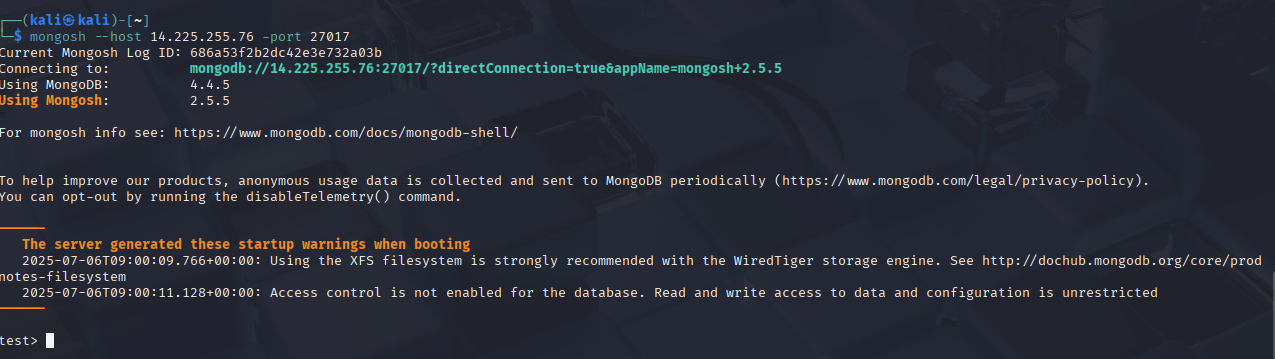 ┌──(kali㉿kali)-[~]
└─$ mongosh --host 14.225.255.76 -port 27017
Current Mongosh Log ID: 686a53f2b2dc42e3e732a03b
Connecting to:          mongodb://14.225.255.76:27017/?directConnection=true&appName=mongosh+2.5.5
Using MongoDB:          4.4.5
Using Mongosh:          2.5.5
For mongosh info see: https://www.mongodb.com/docs/mongodb-shell/
To help improve our products, anonymous usage data is collected and sent to MongoDB periodically (https://www.mongodb.com/legal/privacy-policy).
You can opt-out by running the disableTelemetry() command.
------
The server generated these startup warnings when booting
2025-07-06T09:00:09.766+00:00: Using the XFS filesystem is strongly recommended with the WiredTiger storage engine. See http://dochub.mongodb.org/core/prod
notes-filesystem
2025-07-06T09:00:11.128+00:00: Access control is not enabled for the database. Read and write access to data and configuration is unrestricted
------
test>